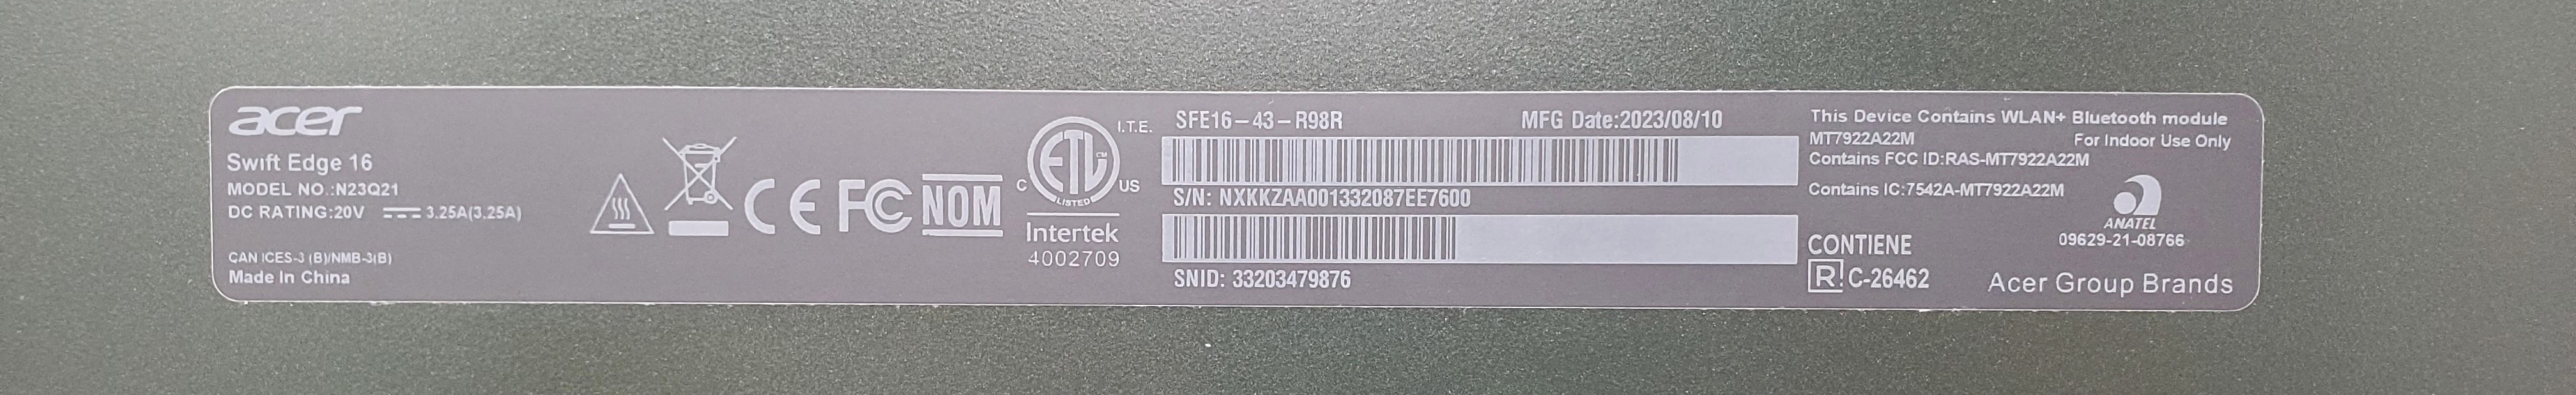 acer
Swift Edge 16
MODEL NO.:N23Q21
DC RATING:20V 3.25A(3.25A)
CAN ICES-3 (B)/NMB-3(B)
Made In China
CE FC NOM
ETL
LISTED
C US
I.T.E.
Intertek
4002709
SFE16-43-R98R MFG Date:2023/08/10
S/N: NXKKZAA001332087EE7600
SNID: 33203479876
This Device Contains WLAN+ Bluetooth module
MT7922A22M For Indoor Use Only
Contains FCC ID:RAS-MT7922A22M
Contains IC:7542A-MT7922A22M
ANATEL
09629-21-08766
CONTIENE
R! C-26462
Acer Group Brands